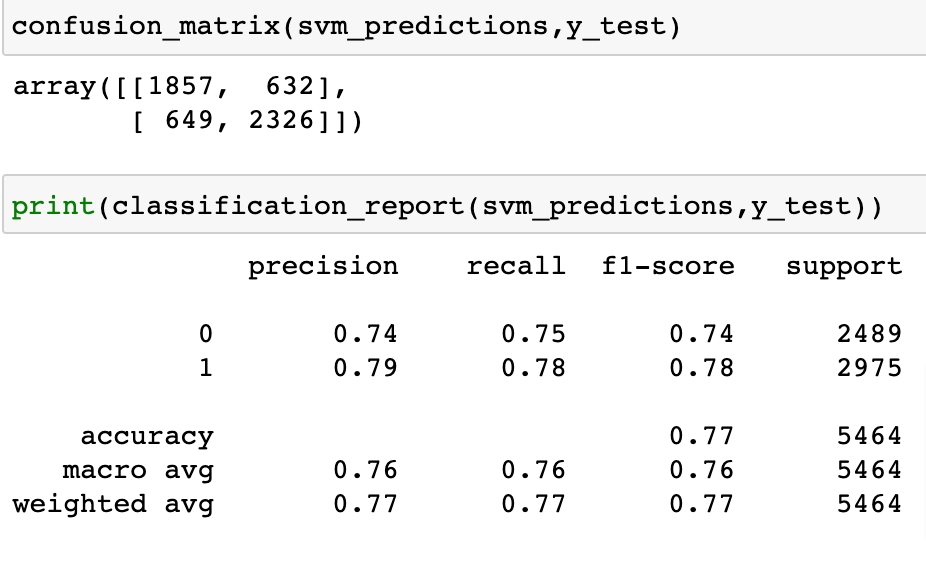 confusion_matrix(svm_predictions,y_test)
array([[1857,  632],
       [ 649, 2326]])
print(classification_report(svm_predictions,y_test))
precision    recall  f1-score   support
0       0.74      0.75      0.74      2489
1       0.79      0.78      0.78      2975
accuracy                           0.77      5464
macro avg       0.76      0.76      0.76      5464
weighted avg       0.77      0.77      0.77      5464